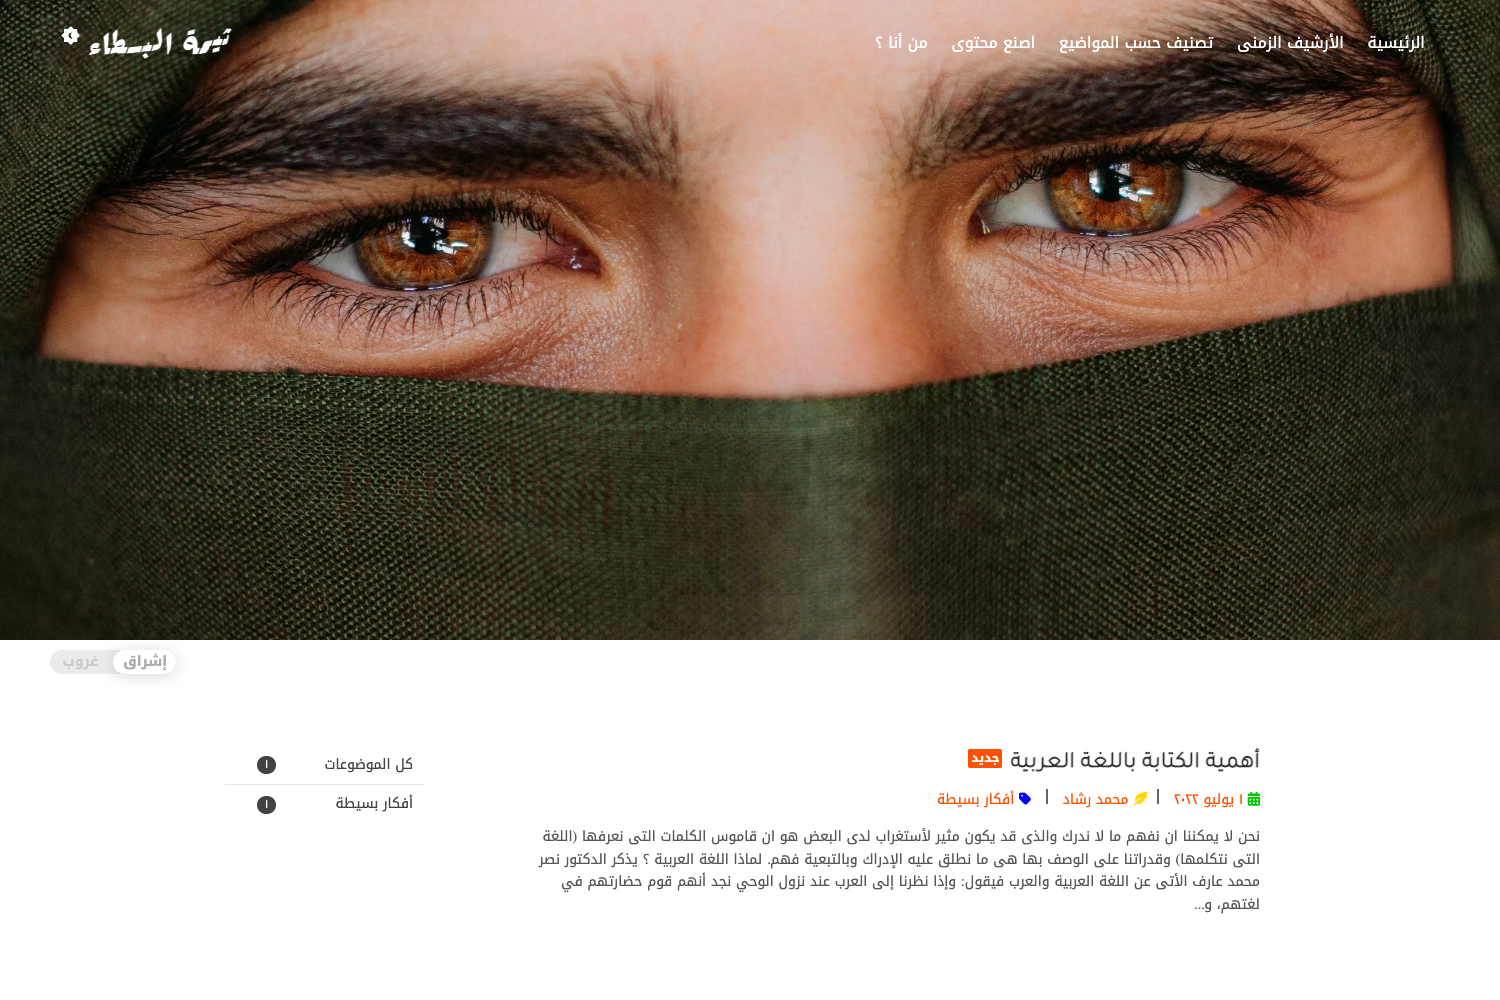 الرئيسية
الأرشيف الزمنى
تصنيف حسب المواضيع
اصنع محتوى
من أنا ؟
ثيرة البسطاء
إشراق
غروب
أهمية الكتابة باللغة العربية جديد
١ يوليو ٢٠٢٢ | محمد رشاد | أفكار بسيطة
نحن لا يمكننا ان نفهم ما لا ندرك والذى قد يكون مثير لأستغراب لدى البعض هو ان قاموس الكلمات التى نعرفها (اللغة
التى نتكلمها) وقدراتنا على الوصف بها هى ما نطلق عليه الإدراك وبالتبعية فهم. لماذا اللغة العربية ؟ يذكر الدكتور نصر
محمد عارف الأتى عن اللغة العربية والعرب فيقول: وإذا نظرنا إلى العرب عند نزول الوحي نجد أنهم قوم حضارتهم في
لغتهم، و...
كل الموضوعات ١
أفكار بسيطة ١